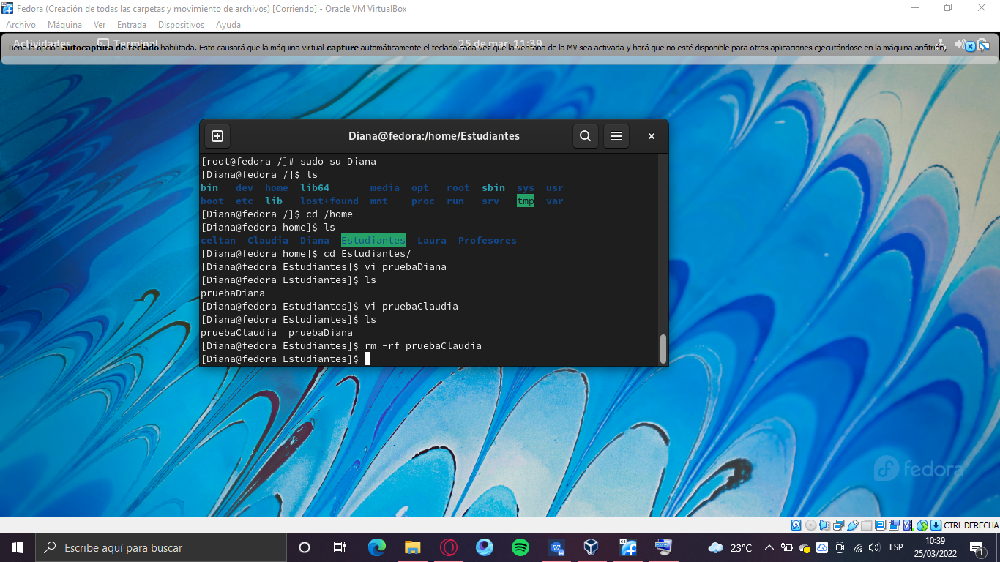 Fedora (Creación de todas las carpetas y movimiento de archivos) [Corriendo] - Oracle VM VirtualBox
Archivo Máquina Ver Entrada Dispositivos Ayuda
Actividades Terminal 25 de mar 11:39
Tiene la opción autocaptura de teclado habilitada. Esto causará que la máquina virtual capture automáticamente el teclado cada vez que la ventana de la MV sea activada y hará que no esté disponible para otras aplicaciones ejecutándose en la máquina anfitrión,
Diana@fedora:/home/Estudiantes
[root@fedora /]# sudo su Diana
[Diana@fedora /]$ ls
bin dev home lib64 media opt root sbin sys usr
boot etc lib lost+found mnt proc run srv tmp var
[Diana@fedora /]$ cd /home
[Diana@fedora home]$ ls
celtan Claudia Diana Estudiantes Laura Profesores
[Diana@fedora home]$ cd Estudiantes/
[Diana@fedora Estudiantes]$ vi pruebaDiana
[Diana@fedora Estudiantes]$ ls
pruebaDiana
[Diana@fedora Estudiantes]$ vi pruebaClaudia
[Diana@fedora Estudiantes]$ ls
pruebaClaudia pruebaDiana
[Diana@fedora Estudiantes]$ rm -rf pruebaClaudia
[Diana@fedora Estudiantes]$
fedora
CTRL DERECHA
Escribe aquí para buscar
23°C
ESP
10:39
25/03/2022
1